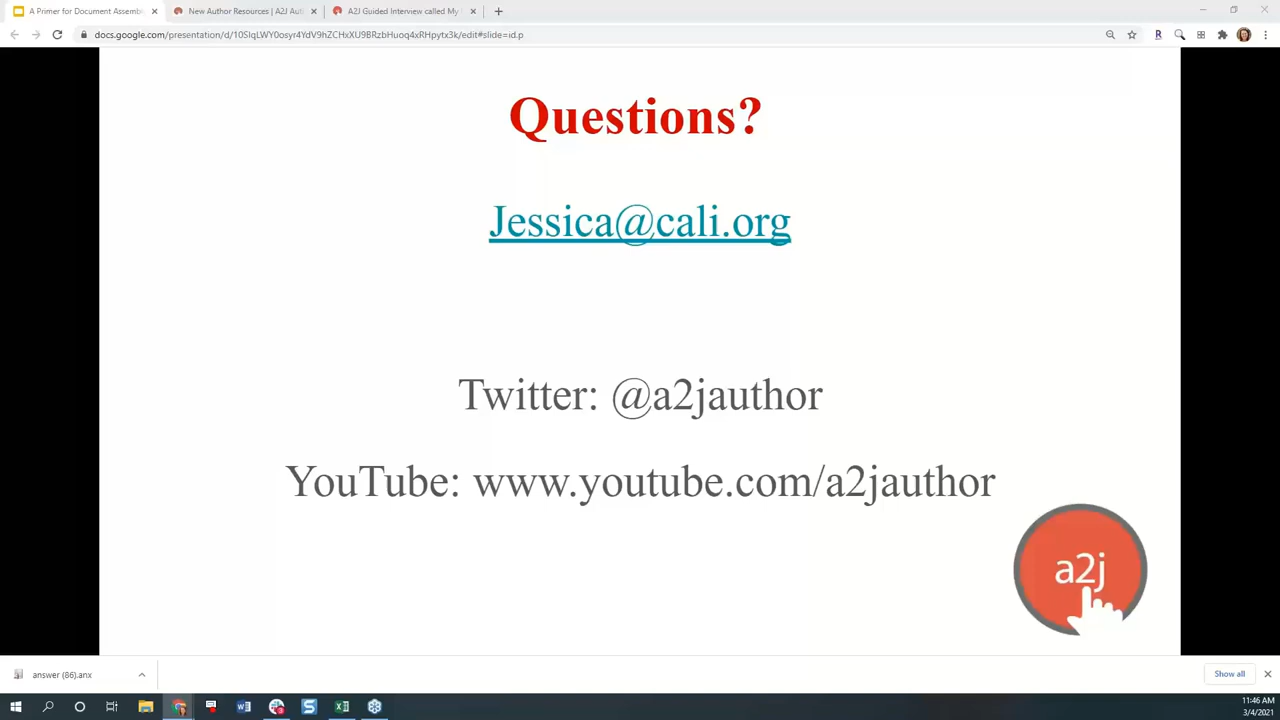 A Primer for Document Assemb
New Author Resources | A2J Aut
A2J Guided Interview called My
docs.google.com/presentation/d/10SIqLWY0osyr4YdV9hZCHxXU9BRzbHuoq4xRHpytx3k/edit#slide=id.p
Questions?
Jessica@cali.org
Twitter: @a2jauthor
YouTube: www.youtube.com/a2jauthor
a2j
answer (86).anx
Show all
11:46 AM
3/4/2021